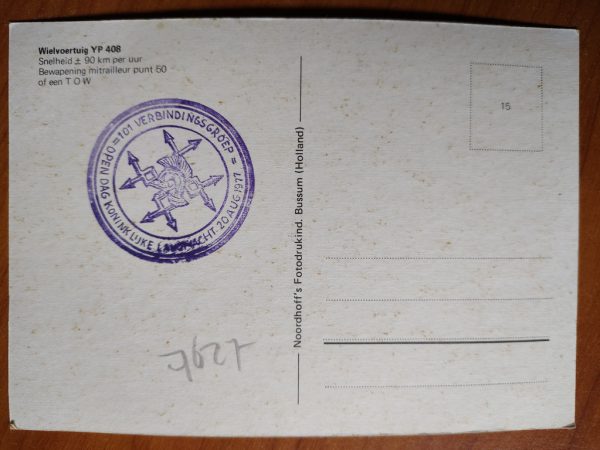 Wielvoertuig YP 408
Snelheid ± 90 km per uur
Bewapening mitrailleur punt 50
of een T O W
= 101 VERBINDINGSGROEP =
OPEN DAG KONINKLIJKE LANDMACHT 20 AUG 1977
Noordhoff's Fotodrukind. Bussum (Holland)
15